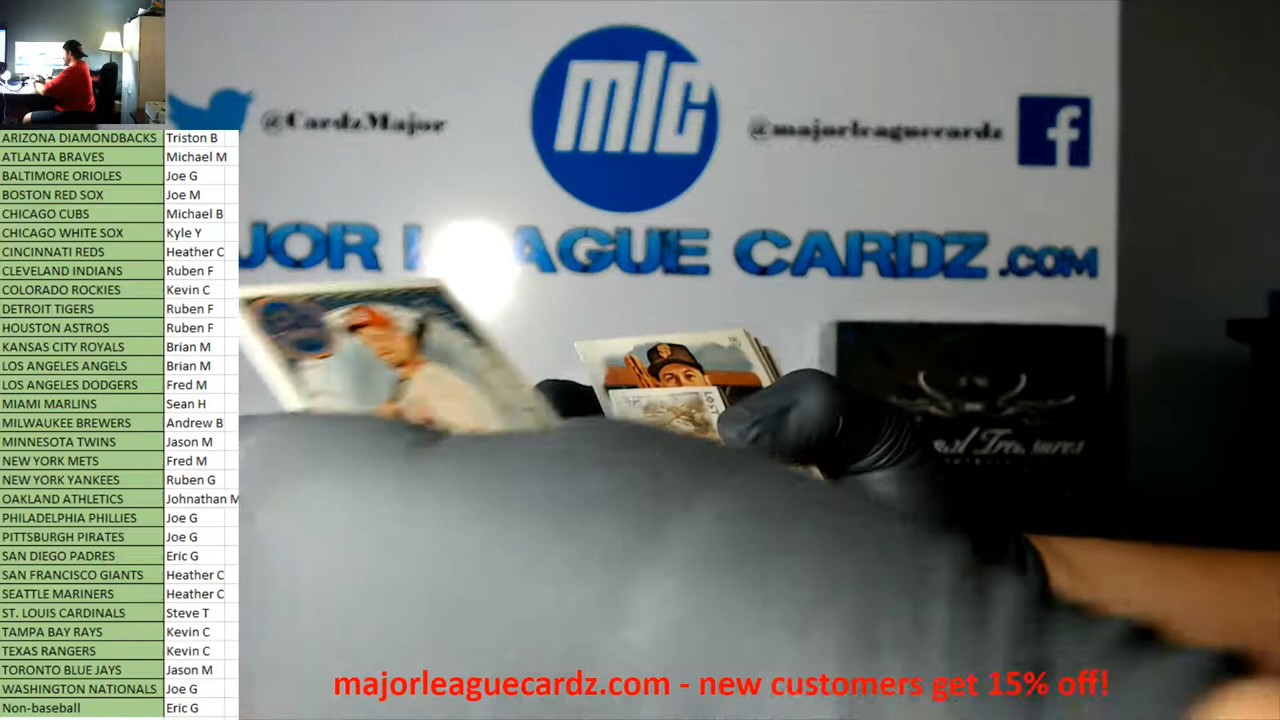 mlc
@CardzMajor
@majorleaguecardz
f
JOR LEAGUE CARDZ.COM
ARIZONA DIAMONDBACKS Triston B
ATLANTA BRAVES Michael M
BALTIMORE ORIOLES Joe G
BOSTON RED SOX Joe M
CHICAGO CUBS Michael B
CHICAGO WHITE SOX Kyle Y
CINCINNATI REDS Heather C
CLEVELAND INDIANS Ruben F
COLORADO ROCKIES Kevin C
DETROIT TIGERS Ruben F
HOUSTON ASTROS Ruben F
KANSAS CITY ROYALS Brian M
LOS ANGELES ANGELS Brian M
LOS ANGELES DODGERS Fred M
MIAMI MARLINS Sean H
MILWAUKEE BREWERS Andrew B
MINNESOTA TWINS Jason M
NEW YORK METS Fred M
NEW YORK YANKEES Ruben G
OAKLAND ATHLETICS Johnathan M
PHILADELPHIA PHILLIES Joe G
PITTSBURGH PIRATES Joe G
SAN DIEGO PADRES Eric G
SAN FRANCISCO GIANTS Heather C
SEATTLE MARINERS Heather C
ST. LOUIS CARDINALS Steve T
TAMPA BAY RAYS Kevin C
TEXAS RANGERS Kevin C
TORONTO BLUE JAYS Jason M
WASHINGTON NATIONALS Joe G
Non-baseball Eric G
majorleaguecardz.com - new customers get 15% off!